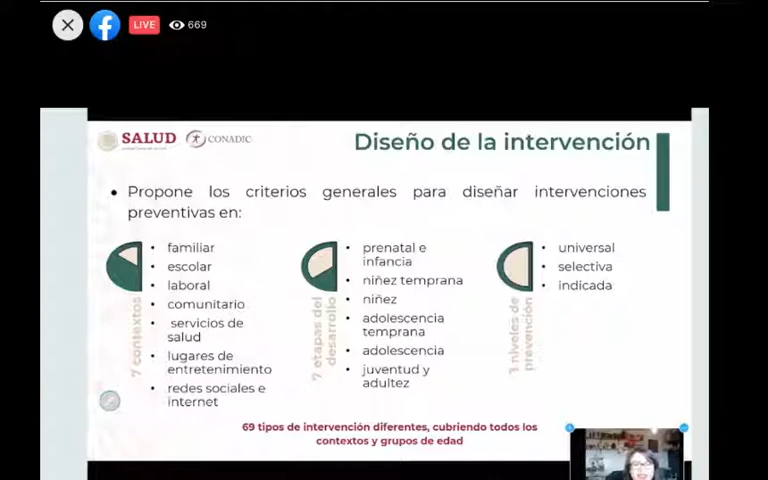 LIVE
669
SALUD
CONADIC
Diseño de la intervención
• Propone los criterios generales para diseñar intervenciones
preventivas en:
7 contextos
• familiar
• escolar
• laboral
• comunitario
• servicios de
salud
• lugares de
entretenimiento
• redes sociales e
internet
7 etapas del
desarrollo
• prenatal e
infancia
• niñez temprana
• niñez
• adolescencia
temprana
• adolescencia
• juventud y
adultez
3 niveles de
prevención
• universal
• selectiva
• indicada
69 tipos de intervención diferentes, cubriendo todos los
contextos y grupos de edad